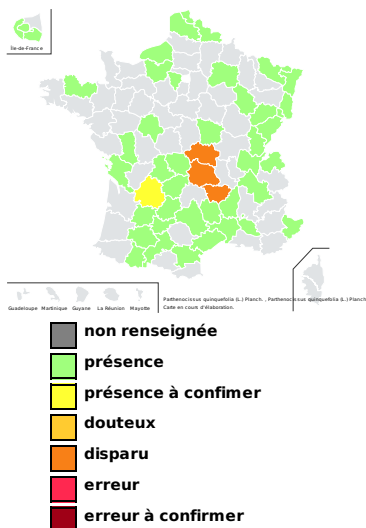 Île-de-France
Guadeloupe Martinique Guyane La Réunion Mayotte
Parthenocissus quinquefolia (L.) Planch. , Parthenocissus quinquefolia (L.) Planch
Carte en cours d'élaboration.
non renseignée
présence
présence à confimer
douteux
disparu
erreur
erreur à confirmer